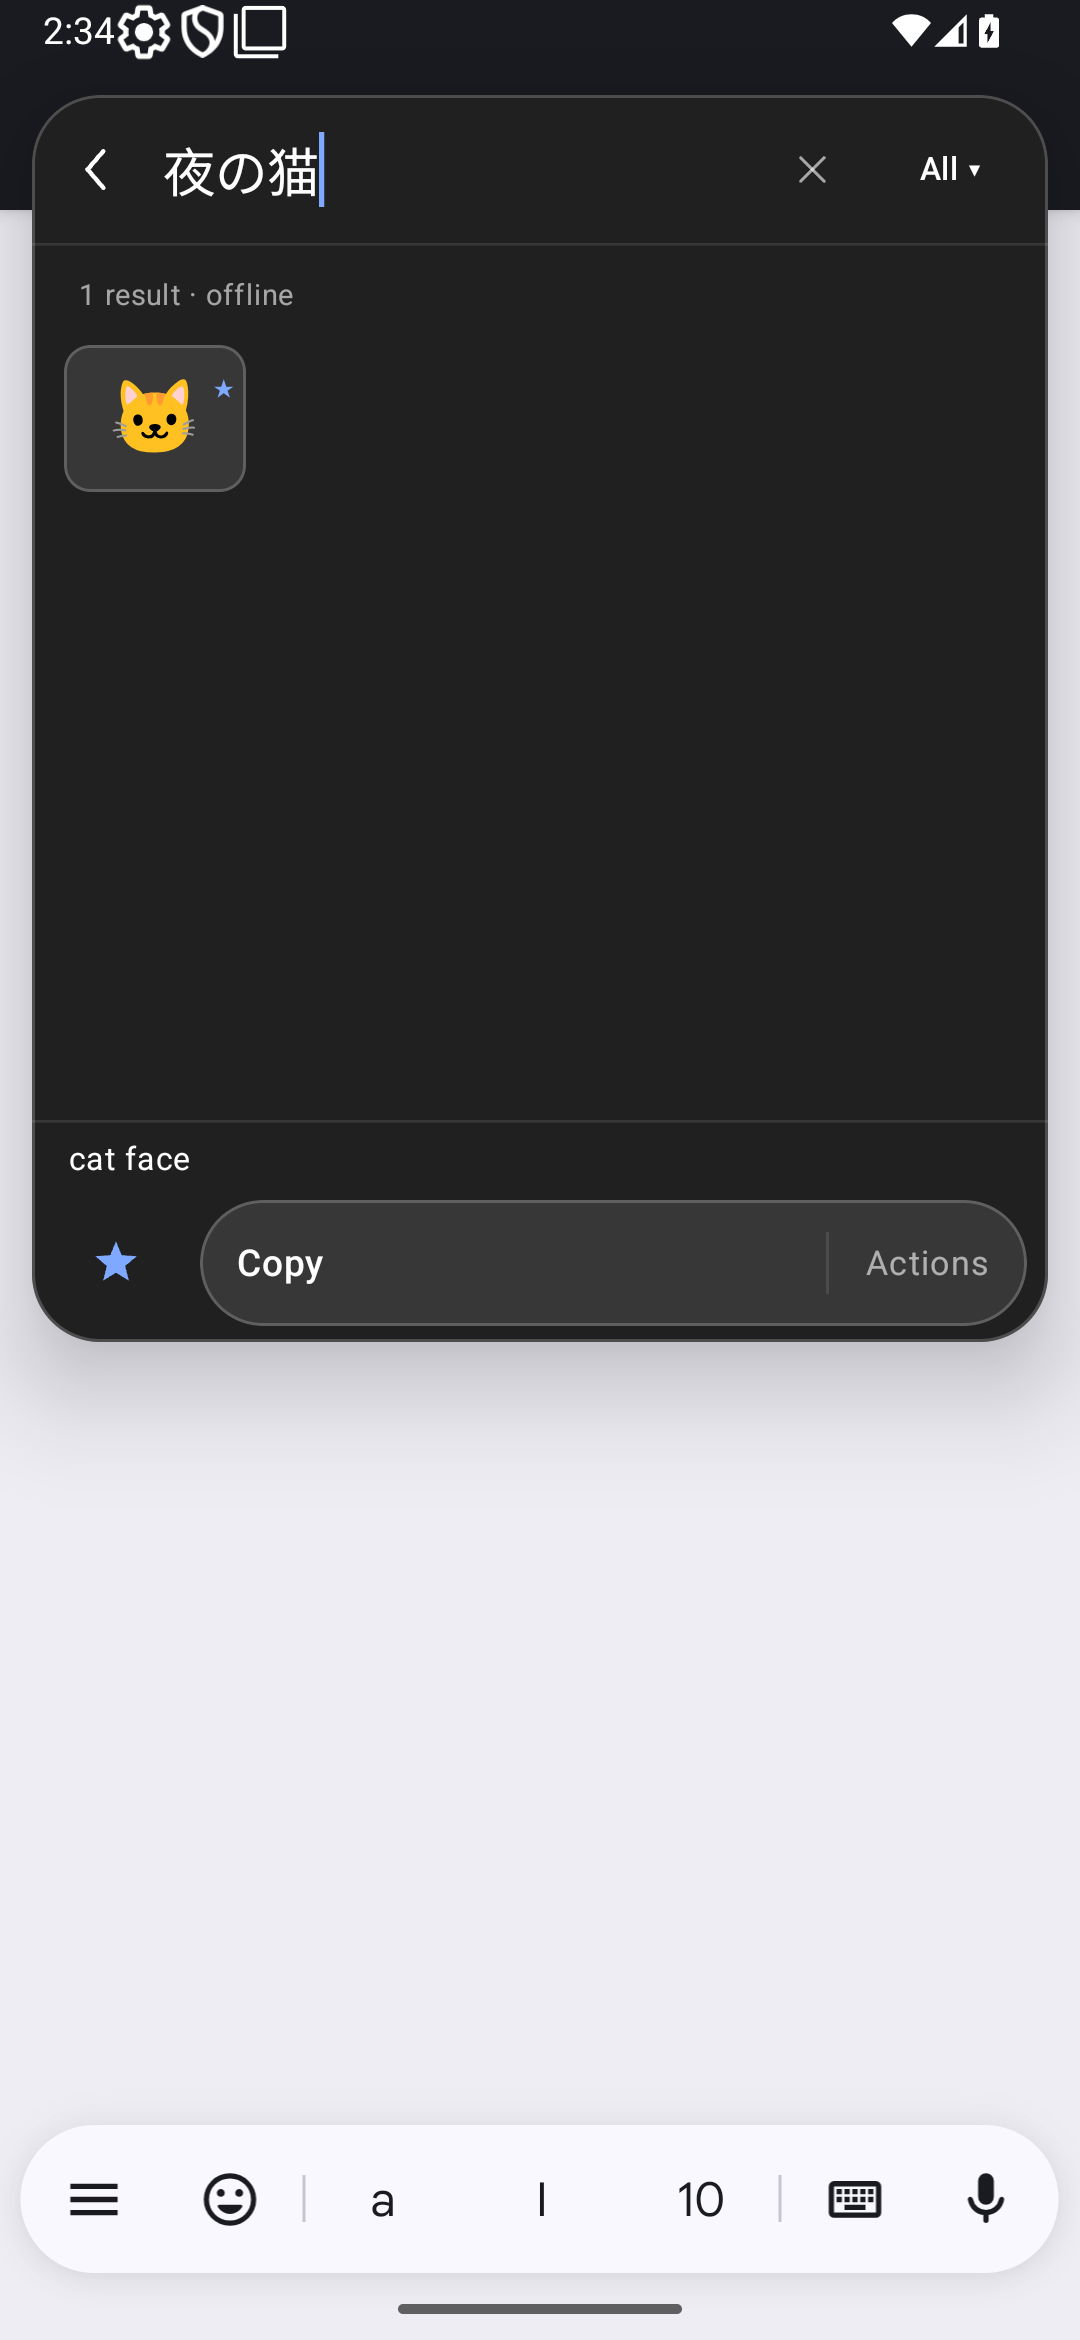 2:34
夜の猫
All ▾
1 result · offline
cat face
Copy
Actions
a
I
10